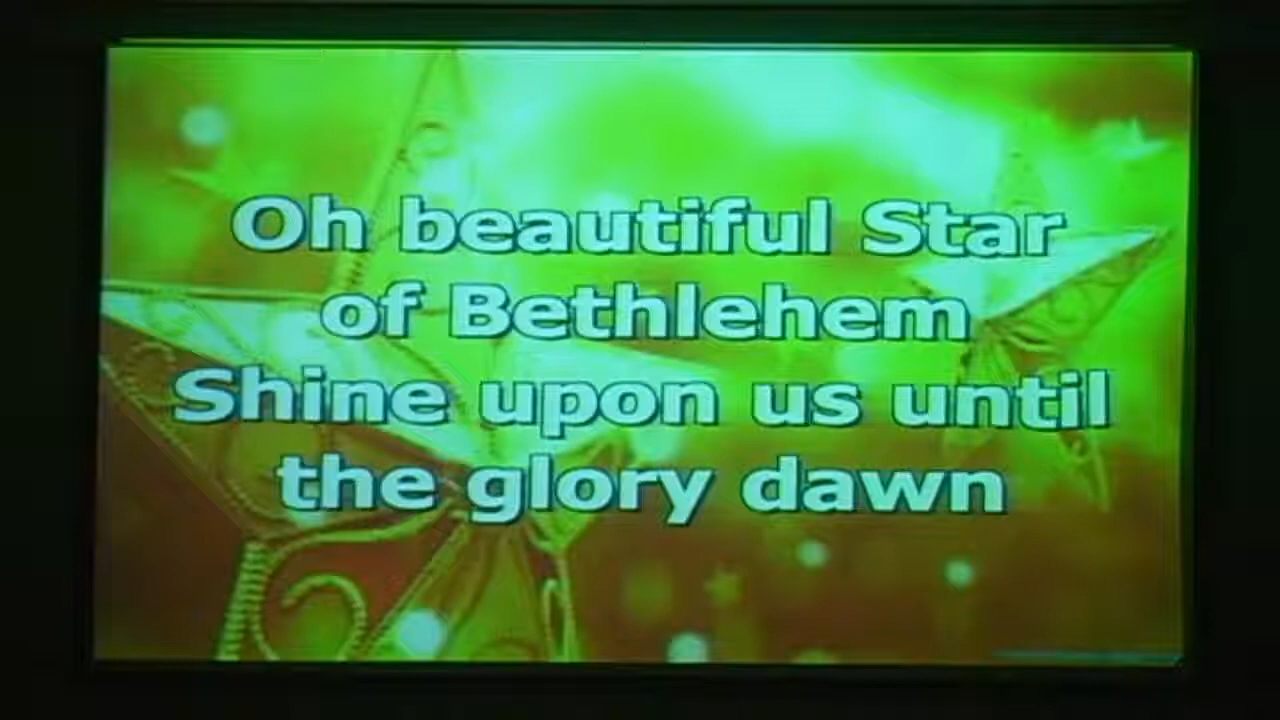 Oh beautiful Star
of Bethlehem
Shine upon us until
the glory dawn